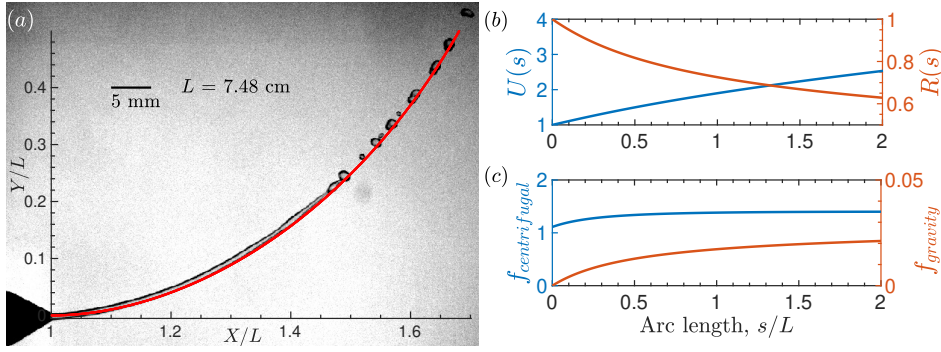 (a)
0.4
0.3
0.2
0.1
0
Y/L
5 mm
L = 7.48 cm
1
1.2
1.4
1.6
X/L
(b)
4
3
2
1
U(s)
1
0.8
0.6
R(s)
0
0.5
1
1.5
2
(c)
2
1
0
f_centrifugal
0.05
0
f_gravity
0
0.5
1
1.5
2
Arc length, s/L